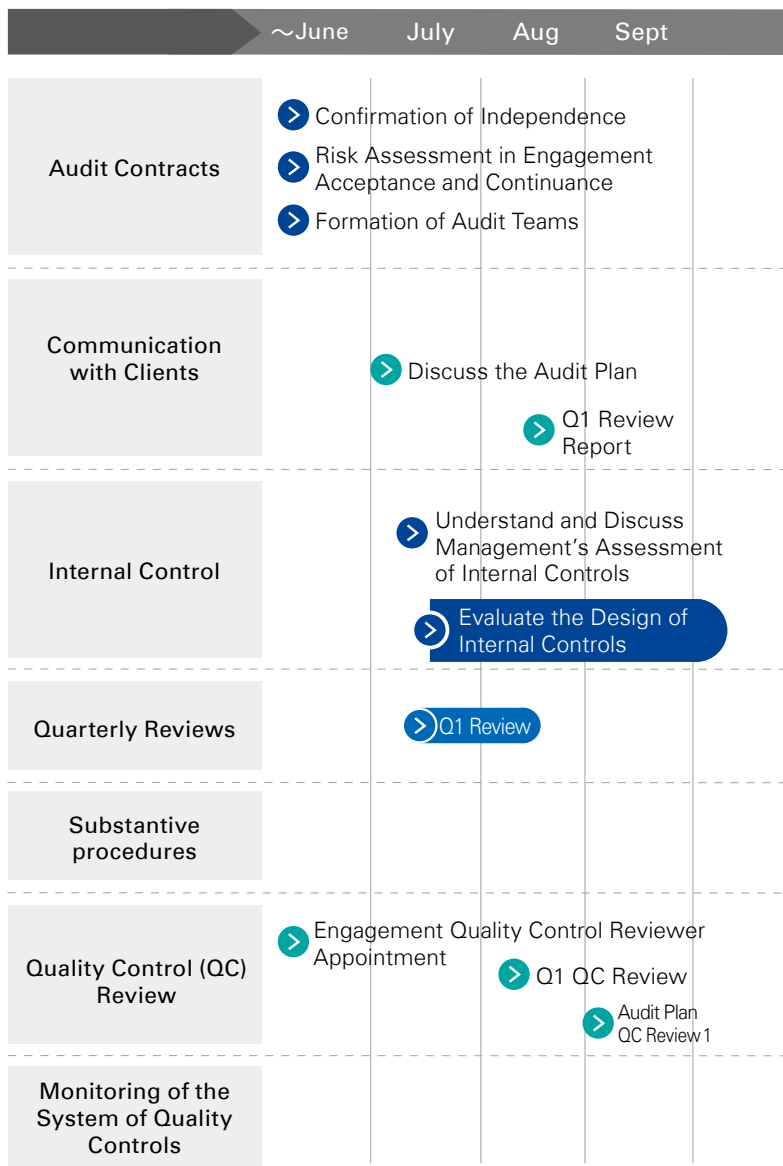 ～June July Aug Sept
Audit Contracts
Confirmation of Independence
Risk Assessment in Engagement
Acceptance and Continuance
Formation of Audit Teams
Communication
with Clients
Discuss the Audit Plan
Q1 Review
Report
Internal Control
Understand and Discuss
Management’s Assessment
of Internal Controls
Evaluate the Design of
Internal Controls
Quarterly Reviews
Q1 Review
Substantive
procedures
Quality Control (QC)
Review
Engagement Quality Control Reviewer
Appointment
Q1 QC Review
Audit Plan
QC Review 1
Monitoring of the
System of Quality
Controls